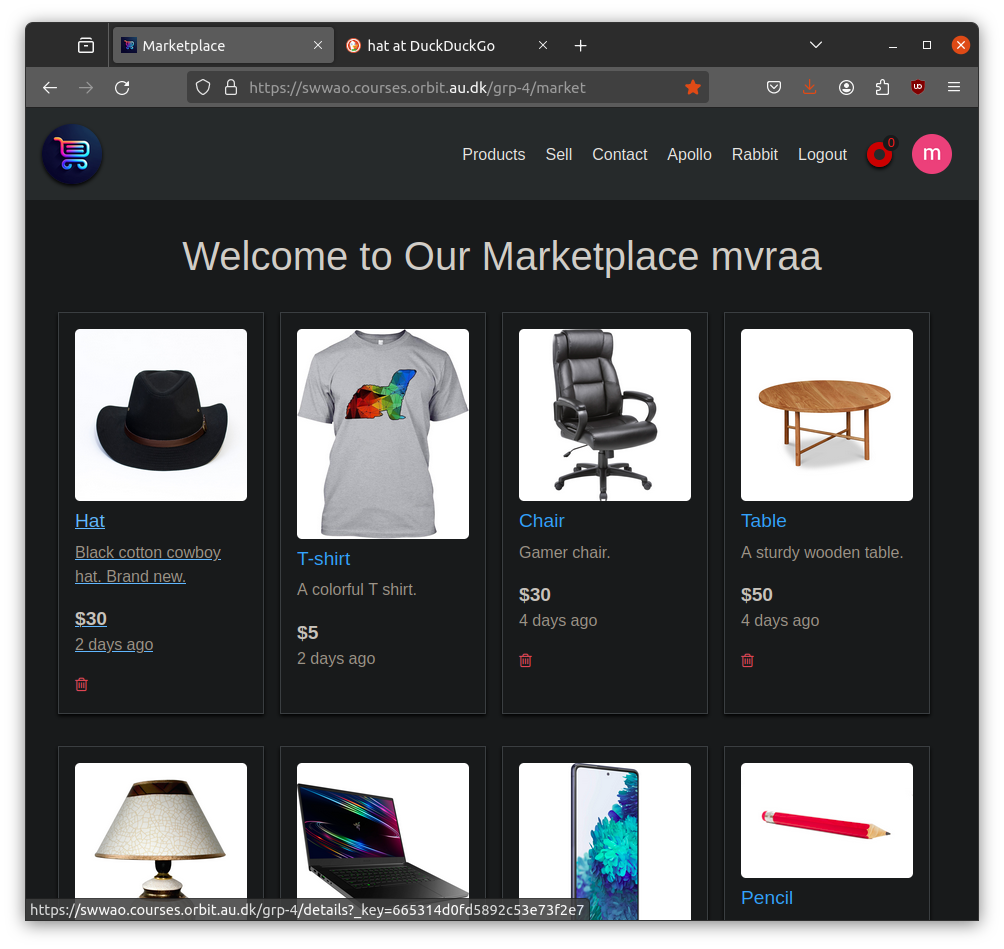 Marketplace
hat at DuckDuckGo
https://swwao.courses.orbit.au.dk/grp-4/market
UD
Products Sell Contact Apollo Rabbit Logout 0 m
Welcome to Our Marketplace mvraa
Hat
Black cotton cowboy
hat. Brand new.
$30
2 days ago
T-shirt
A colorful T shirt.
$5
2 days ago
Chair
Gamer chair.
$30
4 days ago
Table
A sturdy wooden table.
$50
4 days ago
Pencil
https://swwao.courses.orbit.au.dk/grp-4/details?_key=665314d0fd5892c53e73f2e7